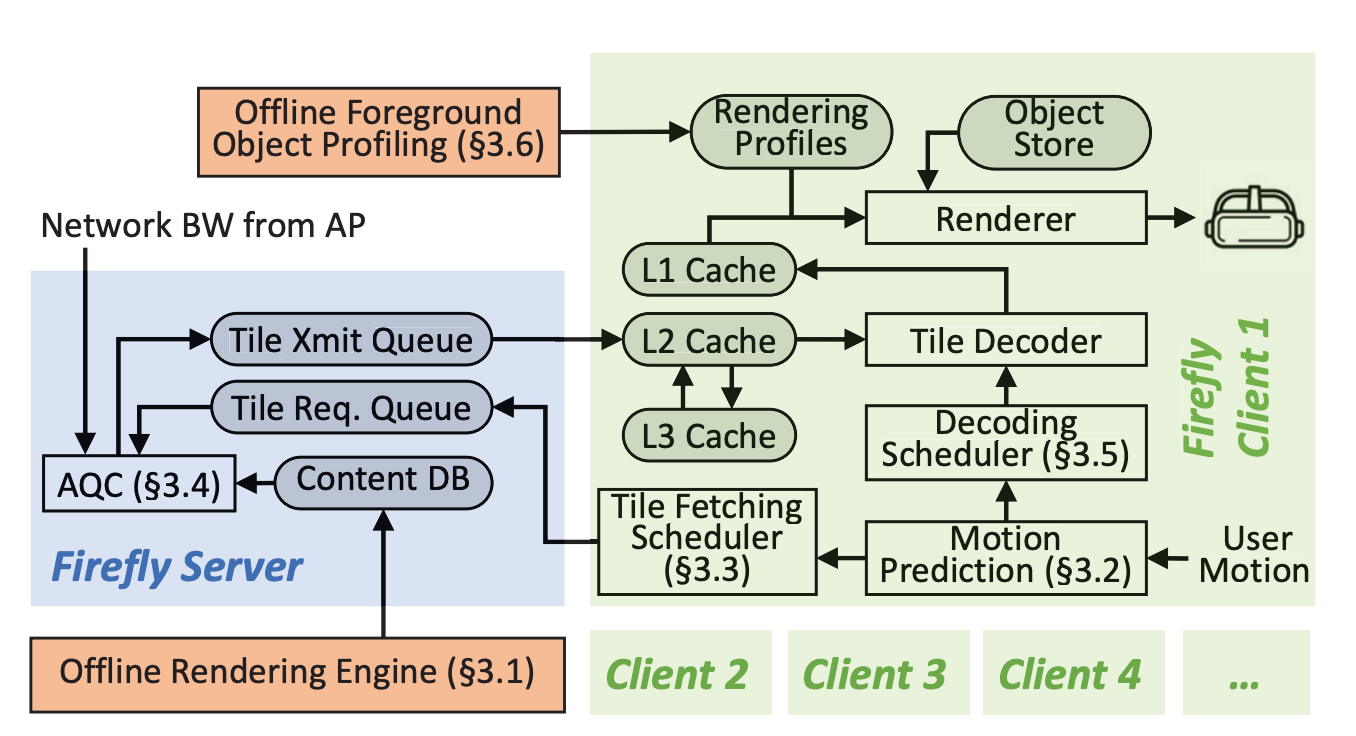 Offline Foreground
Object Profiling (§3.6)
Rendering
Profiles
Object
Store
Network BW from AP
Renderer
L1 Cache
Tile Xmit Queue
L2 Cache
Tile Decoder
Tile Req. Queue
L3 Cache
Decoding
Scheduler (§3.5)
Firefly
Client 1
AQC (§3.4)
Content DB
Tile Fetching
Scheduler
(§3.3)
Motion
Prediction (§3.2)
User
Motion
Firefly Server
Offline Rendering Engine (§3.1)
Client 2
Client 3
Client 4
...